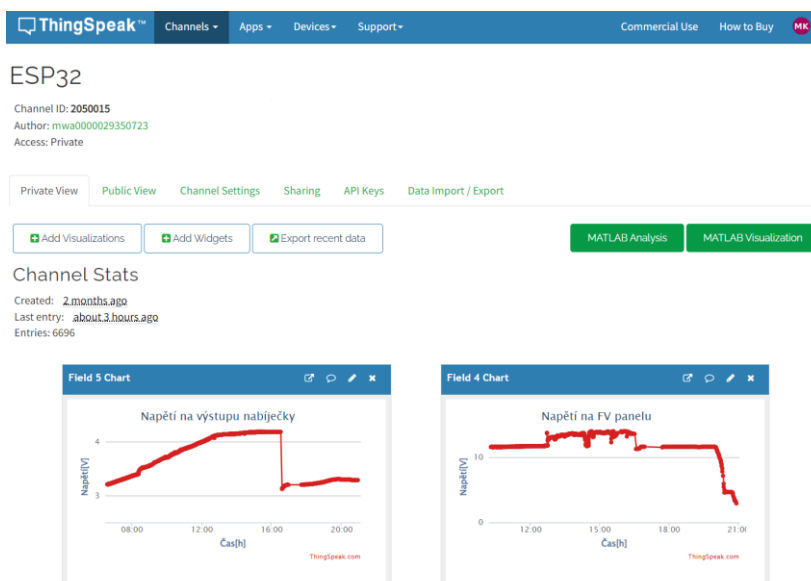 ThingSpeak™ Channels Apps Devices Support Commercial Use How to Buy MK
ESP32
Channel ID: 2050015
Author: mwa0000029350723
Access: Private
Private View Public View Channel Settings Sharing API Keys Data Import / Export
Add Visualizations Add Widgets Export recent data MATLAB Analysis MATLAB Visualization
Channel Stats
Created: 2 months ago
Last entry: about 3 hours ago
Entries: 6696
Field 5 Chart
Napětí na výstupu nabíječky
Napětí[V]
4
3
08:00 12:00 16:00 20:00
Čas[h]
ThingSpeak.com
Field 4 Chart
Napětí na FV panelu
Napětí[V]
10
0
12:00 15:00 18:00 21:0
Čas[h]
ThingSpeak.com